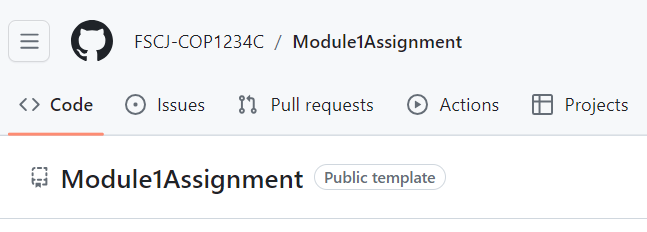 FSCJ-COP1234C / Module1Assignment
Code Issues Pull requests Actions Projects
Module1Assignment Public template